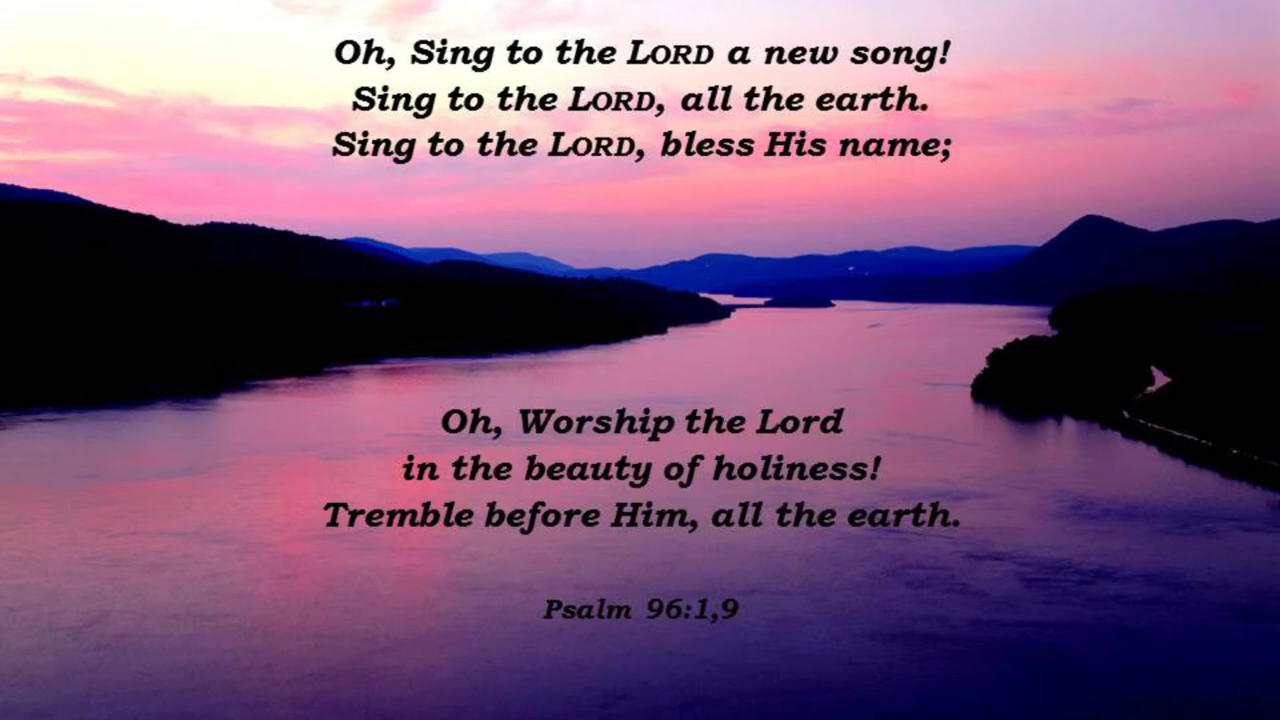 Oh, Sing to the LORD a new song!
Sing to the LORD, all the earth.
Sing to the LORD, bless His name;
Oh, Worship the Lord
in the beauty of holiness!
Tremble before Him, all the earth.
Psalm 96:1,9